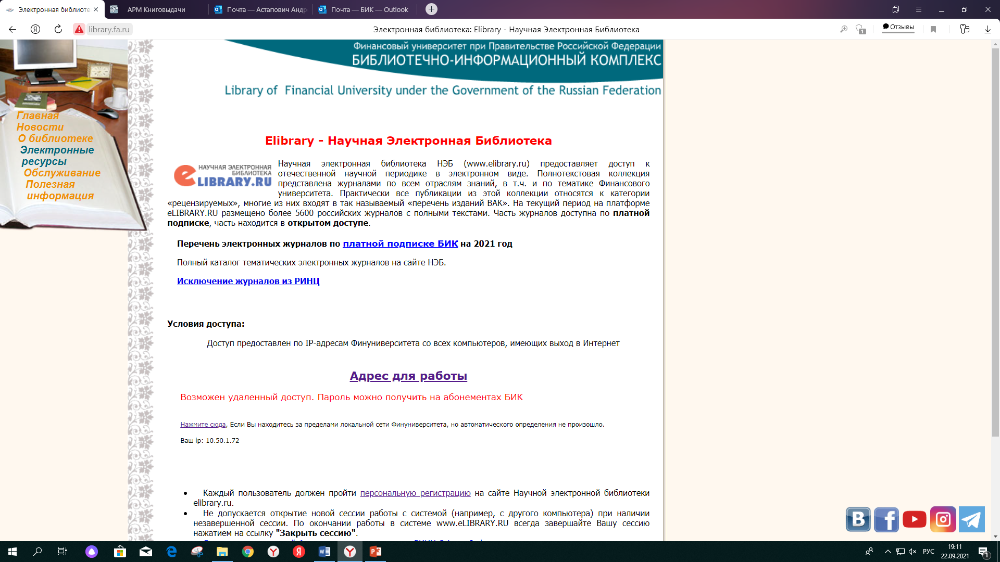 Электронная библиоте
АРМ Книговыдачи
Почта — Астапович Андр
Почта — БИК — Outlook
Я
library.fa.ru
Электронная библиотека: Elibrary - Научная Электронная Библиотека
1
Отзывы
Финансовый университет при Правительстве Российской Федерации
БИБЛИОТЕЧНО-ИНФОРМАЦИОННЫЙ КОМПЛЕКС
Library of Financial University under the Government of the Russian Federation
Главная
Новости
О библиотеке
Электронные
ресурсы
Обслуживание
Полезная
информация
Elibrary - Научная Электронная Библиотека
НАУЧНАЯ ЭЛЕКТРОННАЯ
БИБЛИОТЕКА
eLIBRARY.RU
Научная электронная библиотека НЭБ (www.elibrary.ru) предоставляет доступ к
отечественной научной периодике в электронном виде. Полнотекстовая коллекция
представлена журналами по всем отраслям знаний, в т.ч. и по тематике Финансового
университета. Практически все публикации из этой коллекции относятся к категории
«рецензируемых», многие из них входят в так называемый «перечень изданий ВАК». На текущий период на платформе
eLIBRARY.RU размещено более 5600 российских журналов с полными текстами. Часть журналов доступна по платной
подписке, часть находится в открытом доступе.
Перечень электронных журналов по платной подписке БИК на 2021 год
Полный каталог тематических электронных журналов на сайте НЭБ.
Исключение журналов из РИНЦ
Условия доступа:
Доступ предоставлен по IP-адресам Финуниверситета со всех компьютеров, имеющих выход в Интернет
Адрес для работы
Возможен удаленный доступ. Пароль можно получить на абонементах БИК
Нажмите сюда, Если Вы находитесь за пределами локальной сети Финуниверситета, но автоматического определения не произошло.
Ваш ip: 10.50.1.72
• Каждый пользователь должен пройти персональную регистрацию на сайте Научной электронной библиотеки
elibrary.ru.
• Не допускается открытие новой сессии работы с системой (например, с другого компьютера) при наличии
незавершенной сессии. По окончании работы в системе www.eLIBRARY.RU всегда завершайте Вашу сессию
нажатием на ссылку "Закрыть сессию".
РУС
19:11
22.09.2021
1